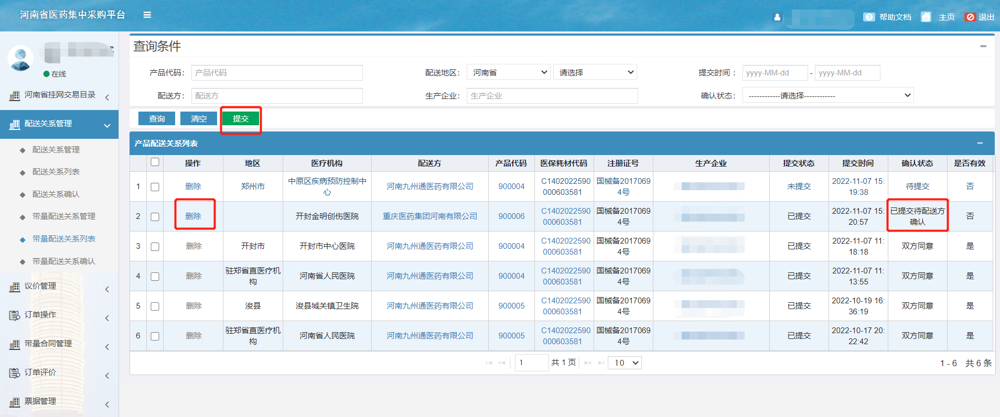 河南省医药集中采购平台
帮助文档
主页
退出
在线
河南省挂网交易目录
配送关系管理
配送关系管理
配送关系列表
配送关系确认
带量配送关系管理
带量配送关系列表
带量配送关系确认
议价管理
订单操作
带量合同管理
订单评价
票据管理
查询条件
产品代码: 产品代码 配送地区: 河南省 请选择 提交时间 : yyyy-MM-dd - yyyy-MM-dd
配送方: 配送方 生产企业: 生产企业 确认状态: ------------请选择------------
查询 清空 提交
产品配送关系列表
操作 地区 医疗机构 配送方 产品代码 医保耗材代码 注册证号 生产企业 提交状态 提交时间 确认状态 是否有效
1 删除 郑州市 中原区疾病预防控制中心 河南九州通医药有限公司 900004 C1402022590000603581 国械备20170694号 未提交 2022-11-07 15:19:38 待提交 否
2 删除 开封金明创伤医院 重庆医药集团河南有限公司 900006 C1402022590000603581 国械备20170694号 已提交 2022-11-07 15:20:57 已提交待配送方确认 否
3 删除 开封市 开封市中心医院 河南九州通医药有限公司 900004 C1402022590000603581 国械备20170694号 已提交 2022-11-07 11:18:18 双方同意 是
4 删除 驻郑省直医疗机构 河南省人民医院 河南九州通医药有限公司 900004 C1402022590000603581 国械备20170694号 已提交 2022-11-07 11:13:55 双方同意 是
5 删除 浚县 浚县城关镇卫生院 河南九州通医药有限公司 900005 C1402022590000603581 国械备20170694号 已提交 2022-10-19 16:36:19 双方同意 是
6 删除 驻郑省直医疗机构 河南省人民医院 河南九州通医药有限公司 900005 C1402022590000603581 国械备20170694号 已提交 2022-10-17 20:22:42 双方同意 是
1 共 1 页 10 1 - 6 共 6 条